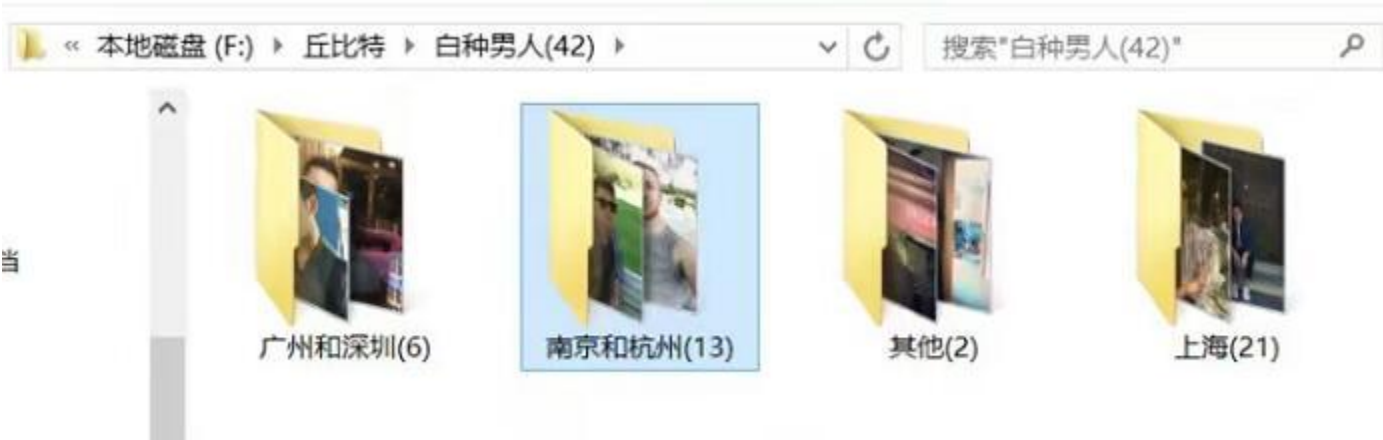 « 本地磁盘 (F:) 丘比特 白种男人(42)
搜索"白种男人(42)"
当
广州和深圳(6)
南京和杭州(13)
其他(2)
上海(21)